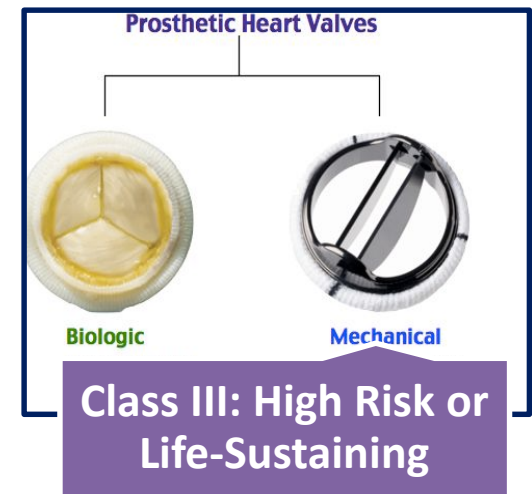 Prosthetic Heart Valves
Biologic
Mechanical
Class III: High Risk or
Life-Sustaining